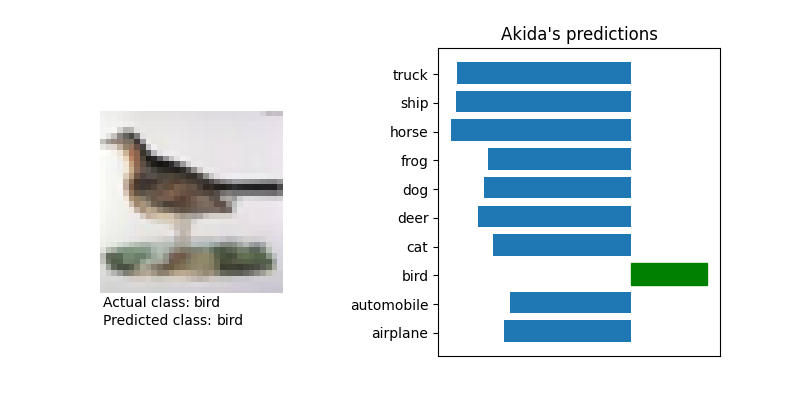 Akida's predictions
truck
ship
horse
frog
dog
deer
cat
bird
automobile
airplane
Actual class: bird
Predicted class: bird